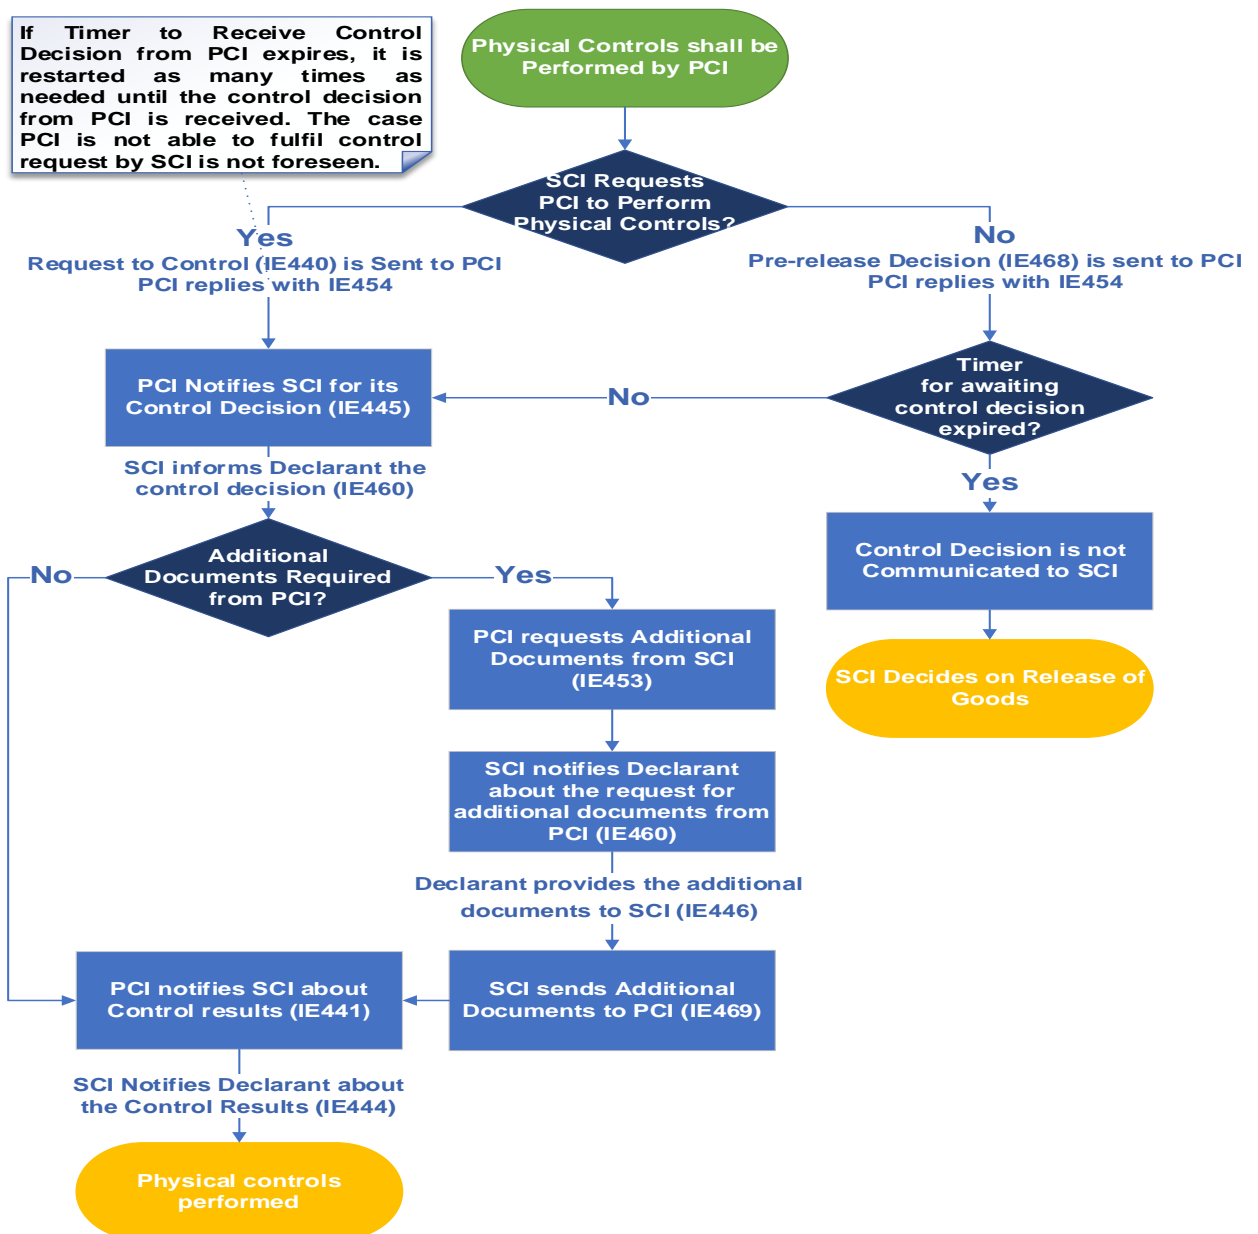 If Timer to Receive Control
Decision from PCI expires, it is
restarted as many times as
needed until the control decision
from PCI is received. The case
PCI is not able to fulfil control
request by SCI is not foreseen.
Physical Controls shall be
Performed by PCI
SCI Requests
PCI to Perform
Physical Controls?
Yes
Request to Control (IE440) is Sent to PCI
PCI replies with IE454
No
Pre-release Decision (IE468) is sent to PCI
PCI replies with IE454
PCI Notifies SCI for its
Control Decision (IE445)
No
Timer
for awaiting
control decision
expired?
SCI informs Declarant the
control decision (IE460)
Yes
Additional
Documents Required
from PCI?
No
Yes
Control Decision is not
Communicated to SCI
PCI requests Additional
Documents from SCI
(IE453)
SCI Decides on Release of
Goods
SCI notifies Declarant
about the request for
additional documents from
PCI (IE460)
Declarant provides the additional
documents to SCI (IE446)
PCI notifies SCI about
Control results (IE441)
SCI sends Additional
Documents to PCI (IE469)
SCI Notifies Declarant about
the Control Results (IE444)
Physical controls
performed